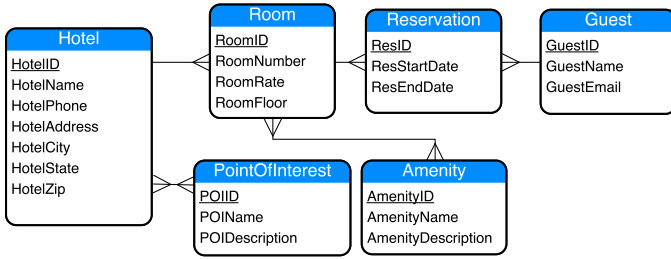 Hotel
HotelID
HotelName
HotelPhone
HotelAddress
HotelCity
HotelState
HotelZip
Room
RoomID
RoomNumber
RoomRate
RoomFloor
Reservation
ResID
ResStartDate
ResEndDate
Guest
GuestID
GuestName
GuestEmail
PointOfInterest
POIID
POIName
POIDescription
Amenity
AmenityID
AmenityName
AmenityDescription